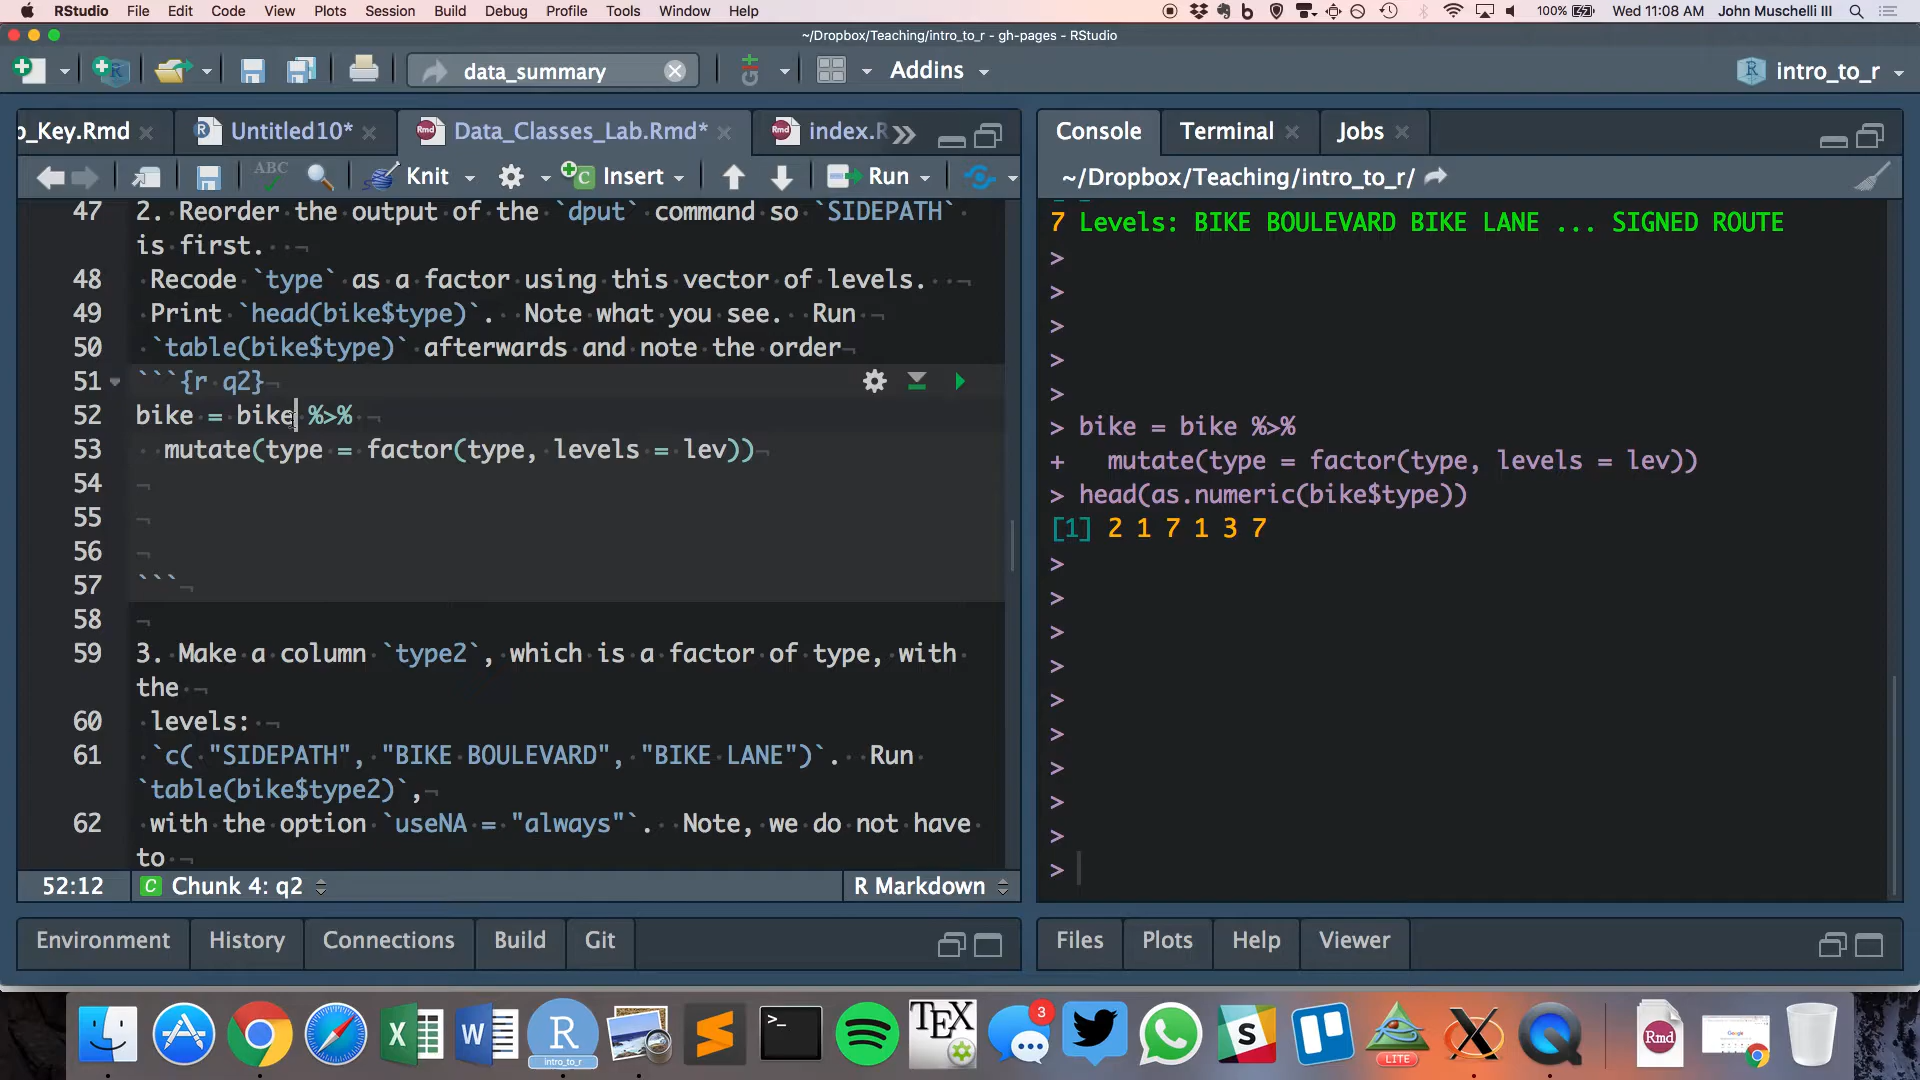 RStudio File Edit Code View Plots Session Build Debug Profile Tools Window Help 100% Wed 11:08 AM John Muschelli III
~/Dropbox/Teaching/intro_to_r - gh-pages - RStudio
data_summary Addins intro_to_r
b_Key.Rmd Untitled10* Data_Classes_Lab.Rmd* index.R
ABC Knit Insert Run
47 2. Reorder the output of the `dput` command so `SIDEPATH`
is first.
48 Recode `type` as a factor using this vector of levels.
49 Print `head(bike$type)`. Note what you see. Run
50 `table(bike$type)` afterwards and note the order
51 ```{r q2}
52 bike = bike %>%
53 mutate(type = factor(type, levels = lev))
54
55
56
57 ```
58
59 3. Make a column `type2`, which is a factor of type, with
the
60 levels:
61 `c( "SIDEPATH", "BIKE BOULEVARD", "BIKE LANE")`. Run
`table(bike$type2)`,
62 with the option `useNA = "always"`. Note, we do not have
to
52:12 C Chunk 4: q2 R Markdown
Environment History Connections Build Git
Console Terminal Jobs
~/Dropbox/Teaching/intro_to_r/
7 Levels: BIKE BOULEVARD BIKE LANE ... SIGNED ROUTE
>
>
>
>
>
> bike = bike %>%
+ mutate(type = factor(type, levels = lev))
> head(as.numeric(bike$type))
[1] 2 1 7 1 3 7
>
>
>
>
>
>
>
>
>
>
Files Plots Help Viewer
R intro_to_r >_ TEX 3 LITE Rmd